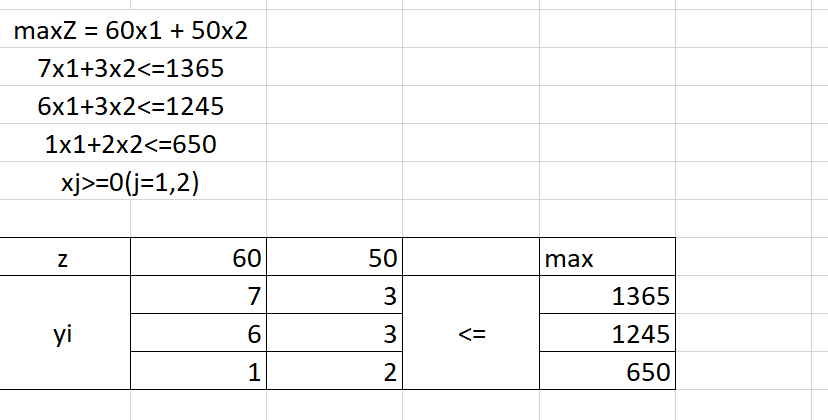 maxZ = 60x1 + 50x2
7x1+3x2<=1365
6x1+3x2<=1245
1x1+2x2<=650
xj>=0(j=1,2)
z 60 50 max
7 3 1365
yi 6 3 <= 1245
1 2 650